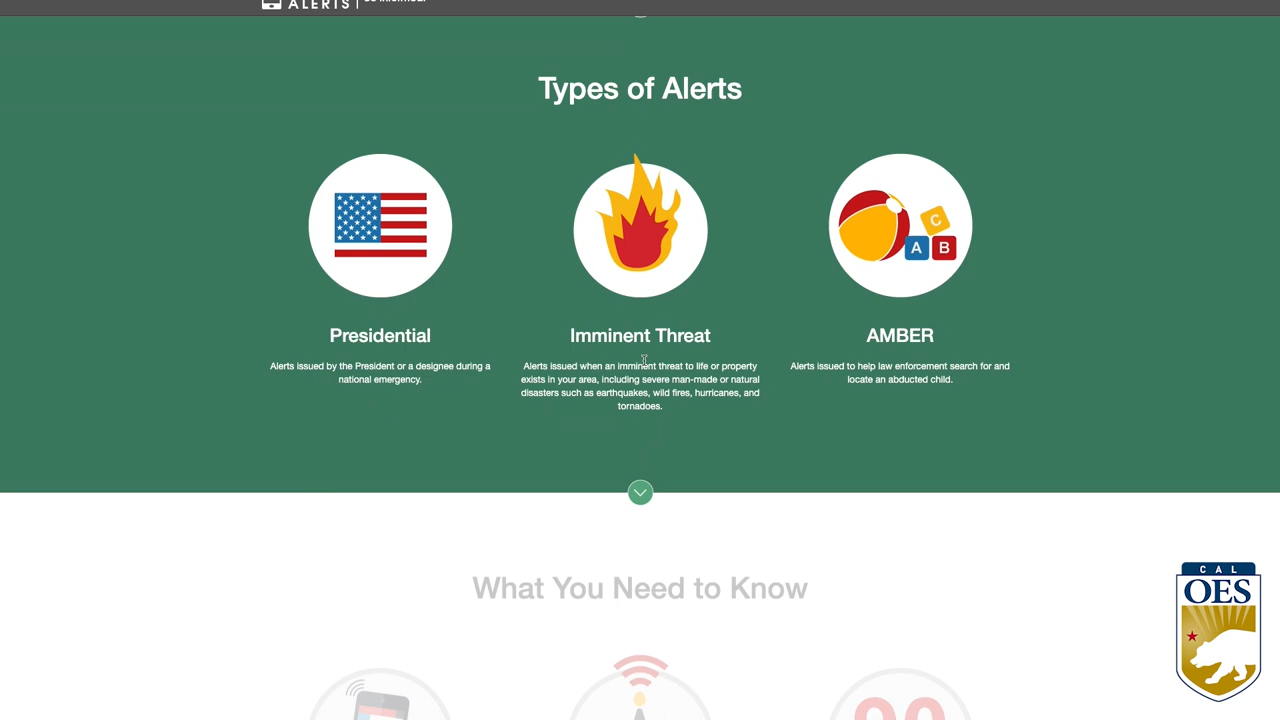 ALERTS
Types of Alerts
Presidential
Alerts issued by the President or a designee during a
national emergency.
Imminent Threat
Alerts issued when an imminent threat to life or property
exists in your area, including severe man-made or natural
disasters such as earthquakes, wild fires, hurricanes, and
tornadoes.
C
A B
AMBER
Alerts issued to help law enforcement search for and
locate an abducted child.
What You Need to Know
90
CAL
OES